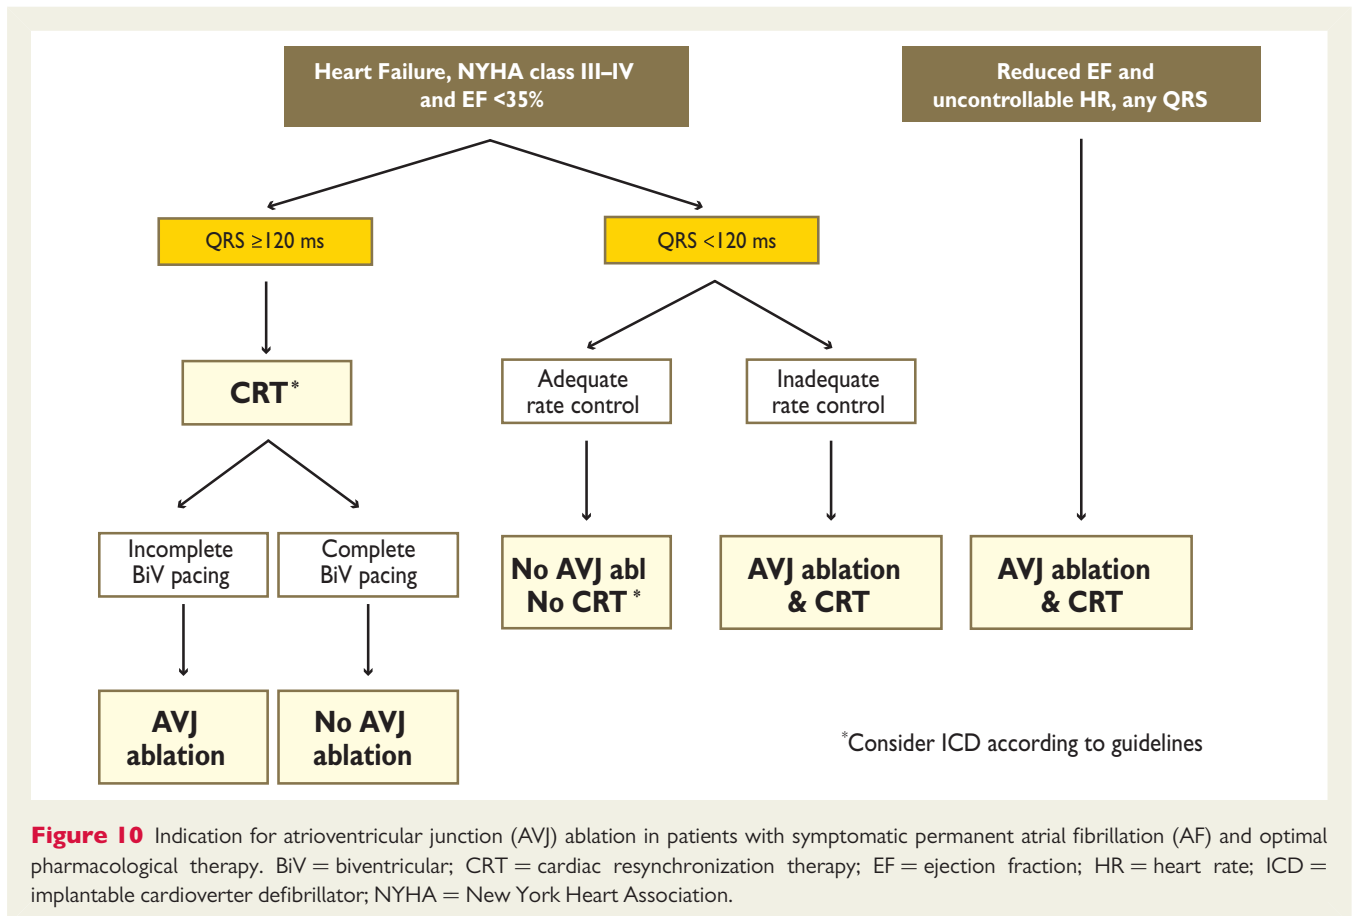 Heart Failure, NYHA class III–IV
and EF <35%
Reduced EF and
uncontrollable HR, any QRS
QRS ≥120 ms
QRS <120 ms
CRT*
Adequate
rate control
Inadequate
rate control
Incomplete
BiV pacing
Complete
BiV pacing
No AVJ abl
No CRT*
AVJ ablation
& CRT
AVJ ablation
& CRT
AVJ
ablation
No AVJ
ablation
*Consider ICD according to guidelines
Figure 10 Indication for atrioventricular junction (AVJ) ablation in patients with symptomatic permanent atrial fibrillation (AF) and optimal
pharmacological therapy. BiV = biventricular; CRT = cardiac resynchronization therapy; EF = ejection fraction; HR = heart rate; ICD =
implantable cardioverter defibrillator; NYHA = New York Heart Association.